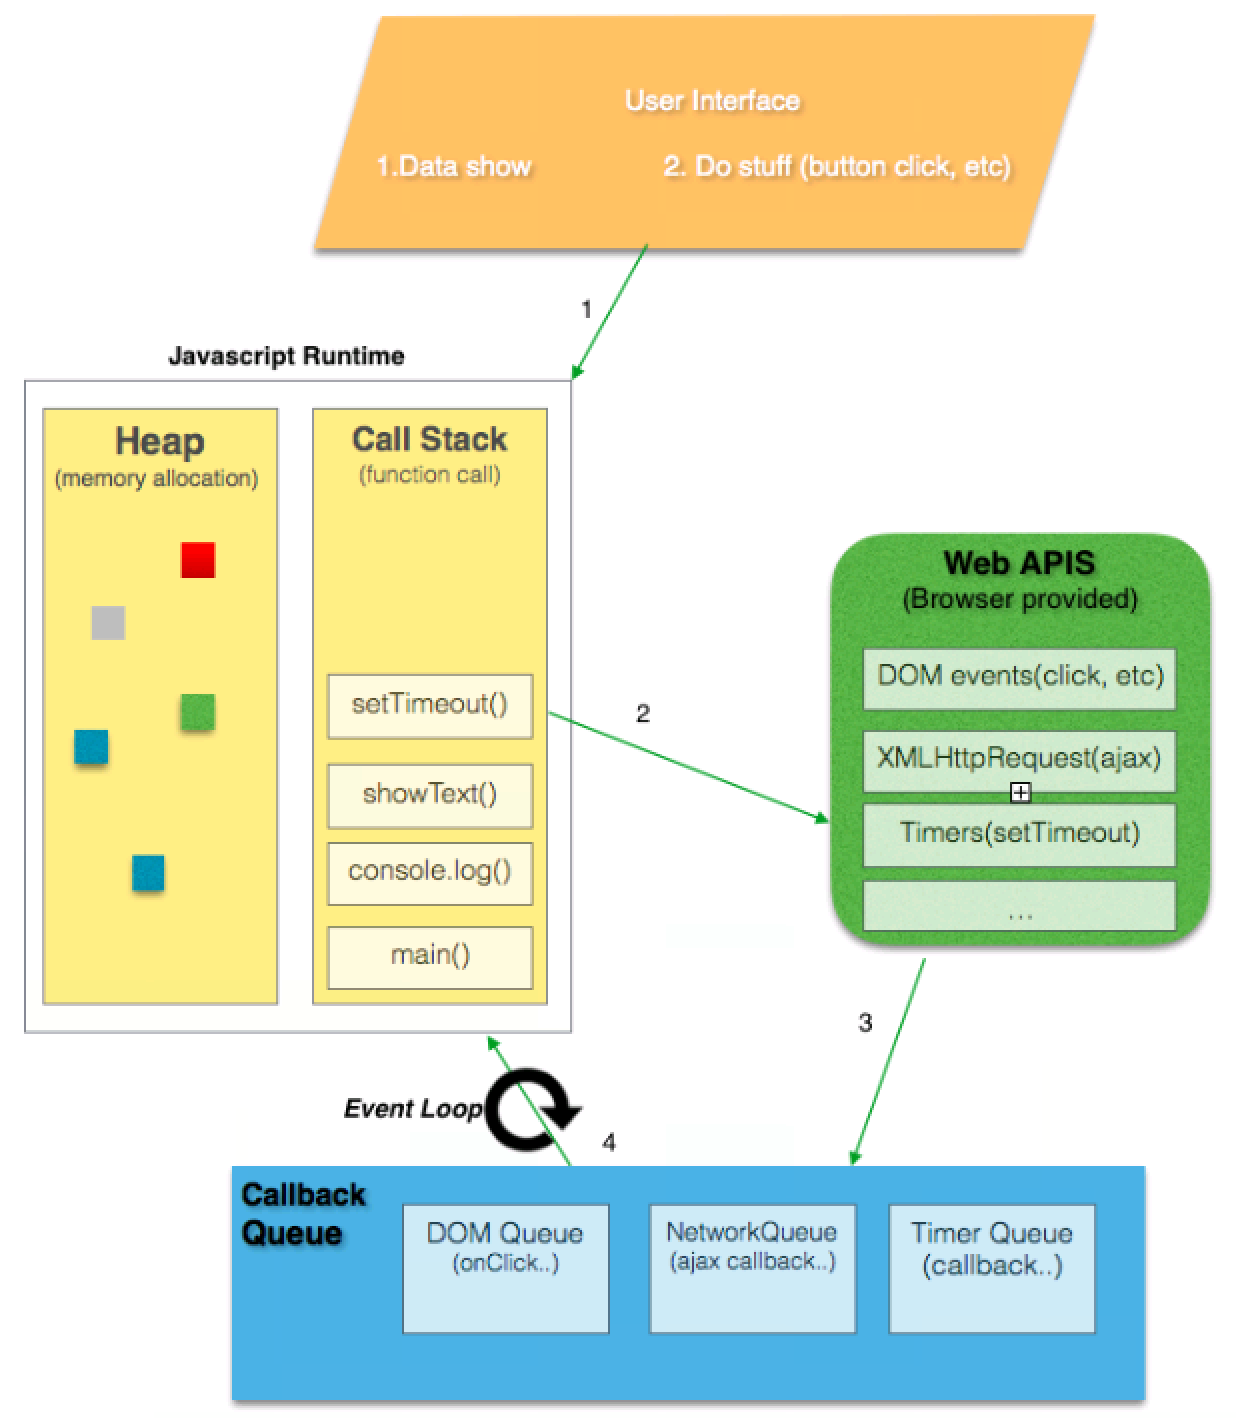 User Interface
1.Data show
2. Do stuff (button click, etc)
1
Javascript Runtime
Heap
(memory allocation)
Call Stack
(function call)
setTimeout()
showText()
console.log()
main()
2
Web APIS
(Browser provided)
DOM events(click, etc)
XMLHttpRequest(ajax)
Timers(setTimeout)
...
3
Event Loop
4
Callback
Queue
DOM Queue
(onClick..)
NetworkQueue
(ajax callback..)
Timer Queue
(callback..)